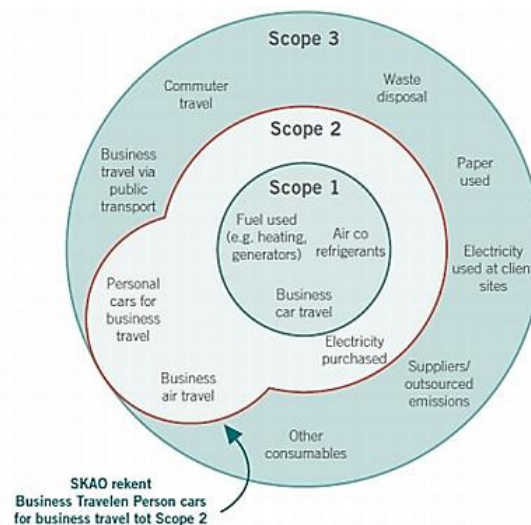 Scope 3
Commuter
travel
Waste
disposal
Scope 2
Business
travel via
public
transport
Paper
used
Scope 1
Fuel used
(e.g. heating,
generators)
Air co
refrigerants
Electricity
used at client
sites
Personal
cars for
business
travel
Business
car travel
Electricity
purchased
Business
air travel
Suppliers/
outsourced
emissions
Other
consumables
SKAO rekent
Business Travelen Person cars
for business travel tot Scope 2